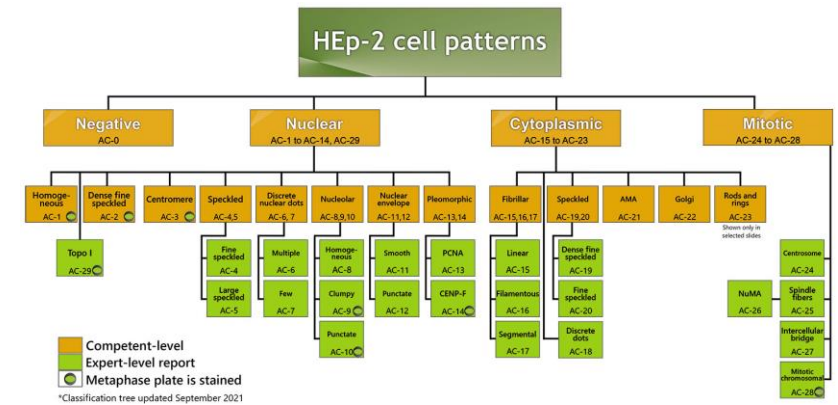 HEp-2 cell patterns
Negative
AC-0
Nuclear
AC-1 to AC-14, AC-29
Cytoplasmic
AC-15 to AC-23
Mitotic
AC-24 to AC-28
Homoge-
neous
AC-1
Dense fine
speckled
AC-2
Centromere
AC-3
Speckled
AC-4,5
Discrete
nuclear dots
AC-6, 7
Nucleolar
AC-8,9,10
Nuclear
envelope
AC-11,12
Pleomorphic
AC-13,14
Fibrillar
AC-15,16,17
Speckled
AC-19,20
AMA
AC-21
Golgi
AC-22
Rods and
rings
AC-23
Shown only in
selected slides
Topo I
AC-29
Fine
speckled
AC-4
Multiple
AC-6
Homoge-
neous
AC-8
Smooth
AC-11
PCNA
AC-13
Linear
AC-15
Dense fine
speckled
AC-19
Centrosome
AC-24
Large
speckled
AC-5
Few
AC-7
Clumpy
AC-9
Punctate
AC-12
CENP-F
AC-14
Filamentous
AC-16
Fine
speckled
AC-20
NuMA
AC-26
Spindle
fibers
AC-25
Punctate
AC-10
Segmental
AC-17
Discrete
dots
AC-18
Intercellular
bridge
AC-27
Mitotic
chromosomal
AC-28
Competent-level
Expert-level report
Metaphase plate is stained
*Classification tree updated September 2021